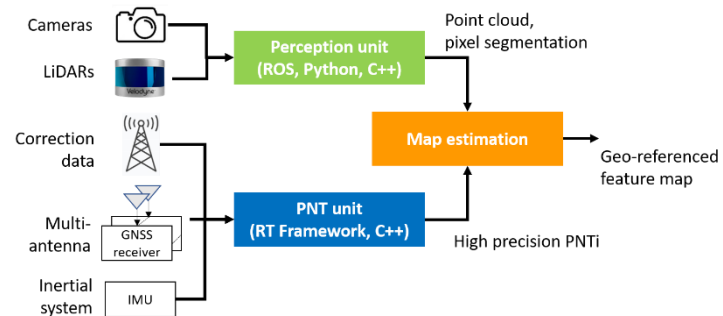 Cameras
LiDARs
Velodyne
Correction
data
Multi-
antenna
GNSS
receiver
Inertial
system
IMU
Perception unit
(ROS, Python, C++)
PNT unit
(RT Framework, C++)
Point cloud,
pixel segmentation
Map estimation
High precision PNTi
Geo-referenced
feature map